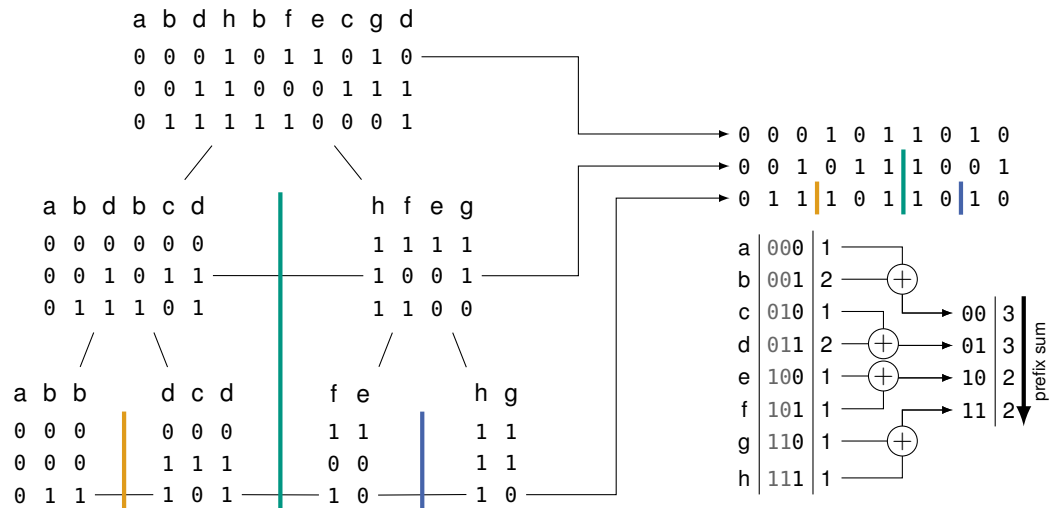 a b d h b f e c g d
0 0 0 1 0 1 1 0 1 0
0 0 1 1 0 0 0 1 1 1
0 1 1 1 1 1 0 0 0 1
a b d b c d
0 0 0 0 0 0
0 0 1 0 1 1
0 1 1 1 0 1
h f e g
1 1 1 1
1 0 0 1
1 1 0 0
a b b
0 0 0
0 0 0
0 1 1
d c d
0 0 0
1 1 1
1 0 1
f e
1 1
0 0
1 0
h g
1 1
1 1
1 0
0 0 0 1 0 1 1 0 1 0
0 0 1 0 1 1 1 0 0 1
0 1 1 1 0 1 1 0 1 0
a 000 1
b 001 2
c 010 1
d 011 2
e 100 1
f 101 1
g 110 1
h 111 1
+
+
+
+
00 3
01 3
10 2
11 2
prefix sum